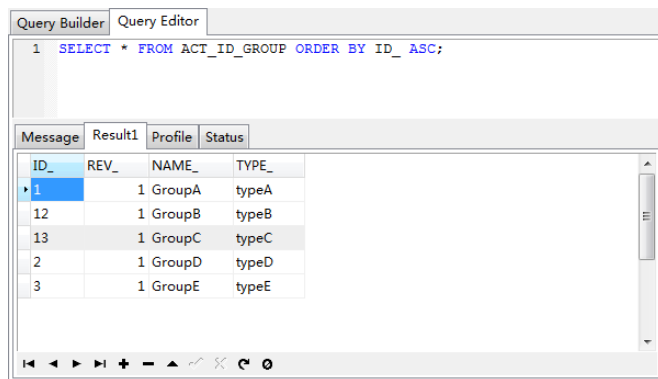 Query Builder Query Editor
1 SELECT * FROM ACT_ID_GROUP ORDER BY ID_ ASC;
Message Result1 Profile Status
ID_ REV_ NAME_ TYPE_
1 1 GroupA typeA
12 1 GroupB typeB
13 1 GroupC typeC
2 1 GroupD typeD
3 1 GroupE typeE